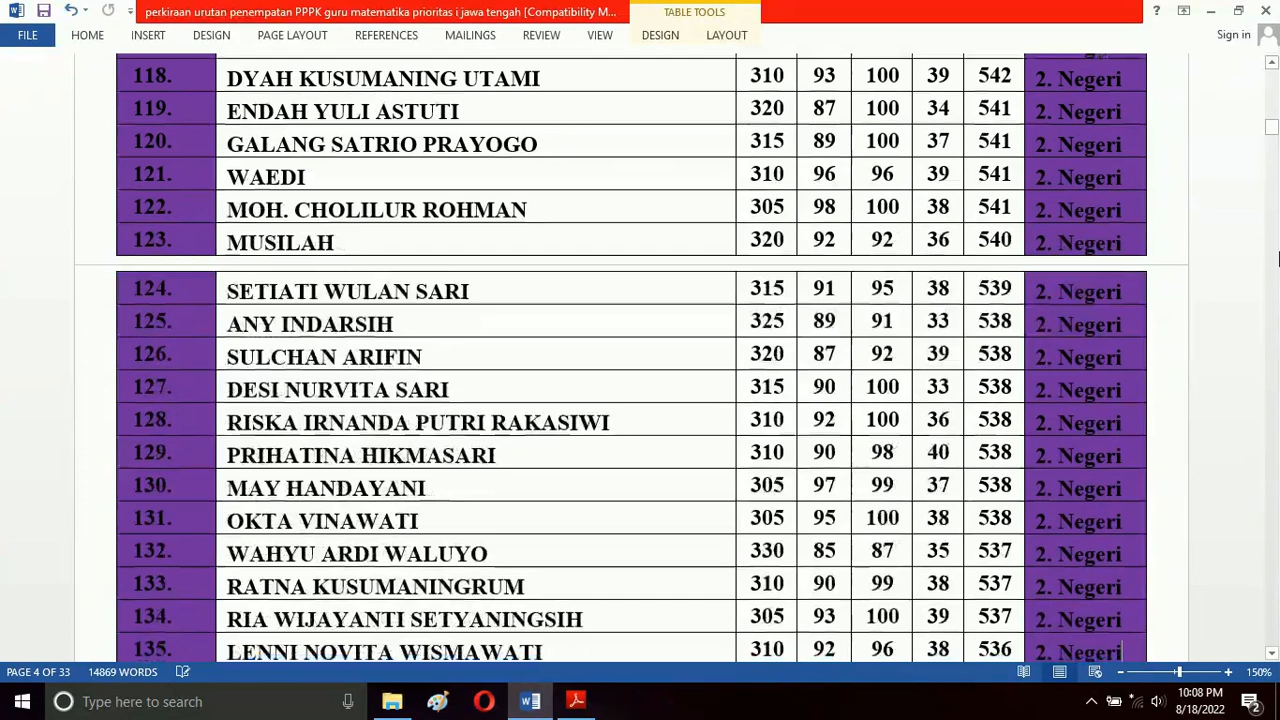 perkiraan urutan penempatan PPPK guru matematika prioritas i jawa tengah [Compatibility M...
TABLE TOOLS
FILE HOME INSERT DESIGN PAGE LAYOUT REFERENCES MAILINGS REVIEW VIEW DESIGN LAYOUT Sign in
118. DYAH KUSUMANING UTAMI 310 93 100 39 542 2. Negeri
119. ENDAH YULI ASTUTI 320 87 100 34 541 2. Negeri
120. GALANG SATRIO PRAYOGO 315 89 100 37 541 2. Negeri
121. WAEDI 310 96 96 39 541 2. Negeri
122. MOH. CHOLILUR ROHMAN 305 98 100 38 541 2. Negeri
123. MUSILAH 320 92 92 36 540 2. Negeri
124. SETIATI WULAN SARI 315 91 95 38 539 2. Negeri
125. ANY INDARSIH 325 89 91 33 538 2. Negeri
126. SULCHAN ARIFIN 320 87 92 39 538 2. Negeri
127. DESI NURVITA SARI 315 90 100 33 538 2. Negeri
128. RISKA IRNANDA PUTRI RAKASIWI 310 92 100 36 538 2. Negeri
129. PRIHATINA HIKMASARI 310 90 98 40 538 2. Negeri
130. MAY HANDAYANI 305 97 99 37 538 2. Negeri
131. OKTA VINAWATI 305 95 100 38 538 2. Negeri
132. WAHYU ARDI WALUYO 330 85 87 35 537 2. Negeri
133. RATNA KUSUMANINGRUM 310 90 99 38 537 2. Negeri
134. RIA WIJAYANTI SETYANINGSIH 305 93 100 39 537 2. Negeri
135. LENNI NOVITA WISMAWATI 310 92 96 38 536 2. Negeri
PAGE 4 OF 33 14869 WORDS 150%
Type here to search
10:08 PM
8/18/2022
2